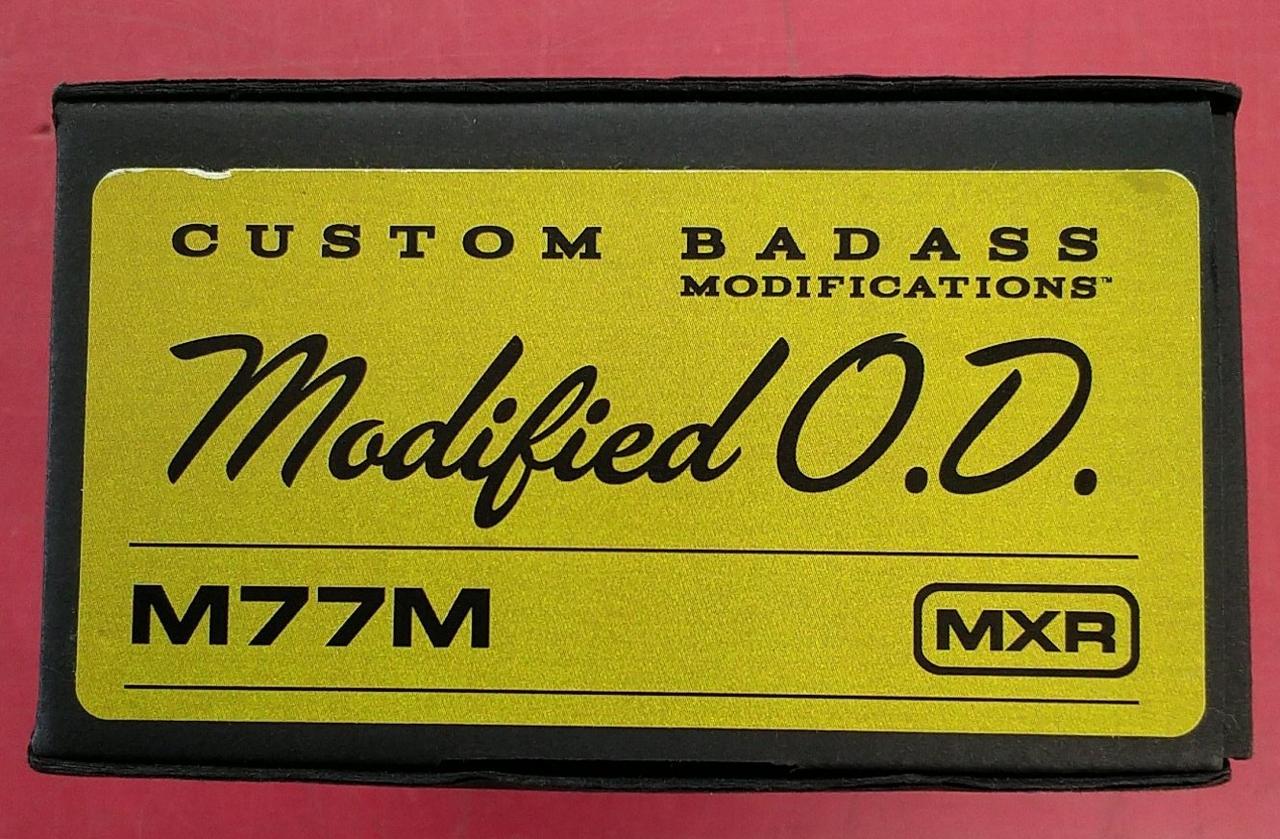 CUSTOM BADASS
MODIFICATIONS™
Modified O.D.
M77M
MXR